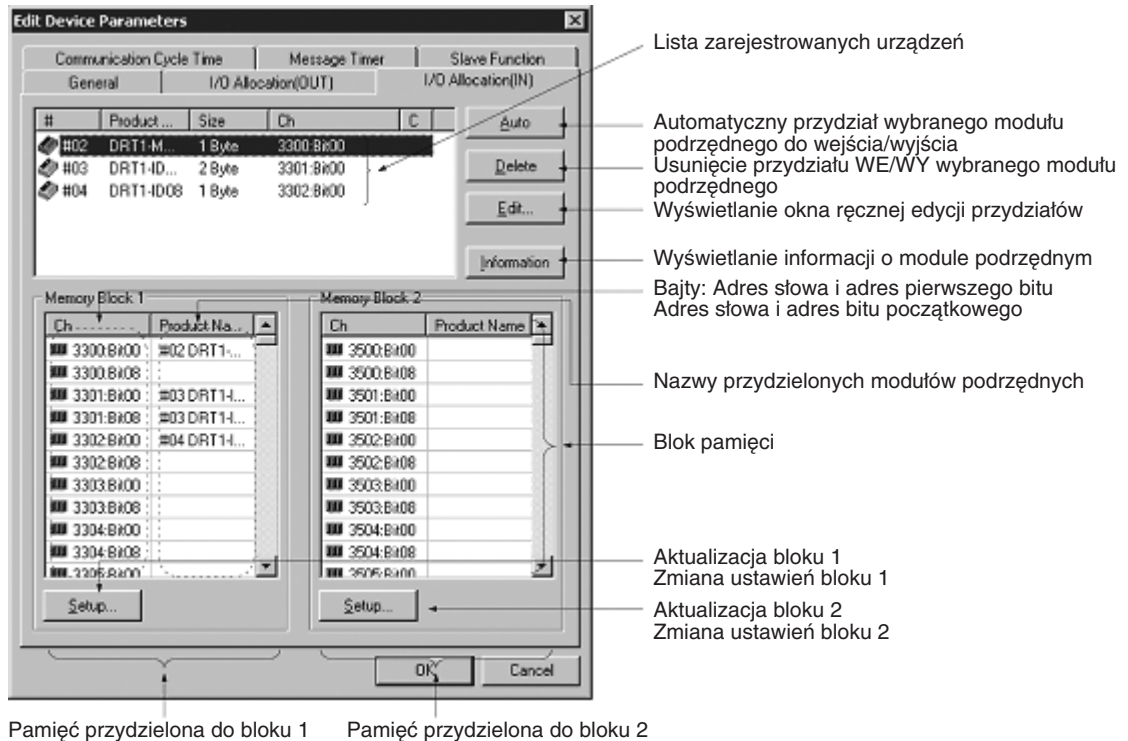 Edit Device Parameters
Communication Cycle Time Message Timer Slave Function
General I/O Allocation(OUT) I/O Allocation(IN)
# Product ... Size Ch C
#02 DRT1-M... 1 Byte 3300:Bit00
#03 DRT1-ID... 2 Byte 3301:Bit00
#04 DRT1-ID08 1 Byte 3302:Bit00
Auto
Delete
Edit...
Information
Memory Block 1
Ch Product Na...
3300:Bit00 #02 DRT1-...
3300:Bit08
3301:Bit00 #03 DRT1-I...
3301:Bit08 #03 DRT1-I...
3302:Bit00 #04 DRT1-I...
3302:Bit08
3303:Bit00
3303:Bit08
3304:Bit00
3304:Bit08
3305:Bit00
Setup...
Memory Block 2
Ch Product Name
3500:Bit00
3500:Bit08
3501:Bit00
3501:Bit08
3502:Bit00
3502:Bit08
3503:Bit00
3503:Bit08
3504:Bit00
3504:Bit08
3505:Bit00
Setup...
OK Cancel
Lista zarejestrowanych urządzeń
Automatyczny przydział wybranego modułu
podrzędnego do wejścia/wyjścia
Usunięcie przydziału WE/WY wybranego modułu
podrzędnego
Wyświetlanie okna ręcznej edycji przydziałów
Wyświetlanie informacji o module podrzędnym
Bajty: Adres słowa i adres pierwszego bitu
Adres słowa i adres bitu początkowego
Nazwy przydzielonych modułów podrzędnych
Blok pamięci
Aktualizacja bloku 1
Zmiana ustawień bloku 1
Aktualizacja bloku 2
Zmiana ustawień bloku 2
Pamięć przydzielona do bloku 1 Pamięć przydzielona do bloku 2